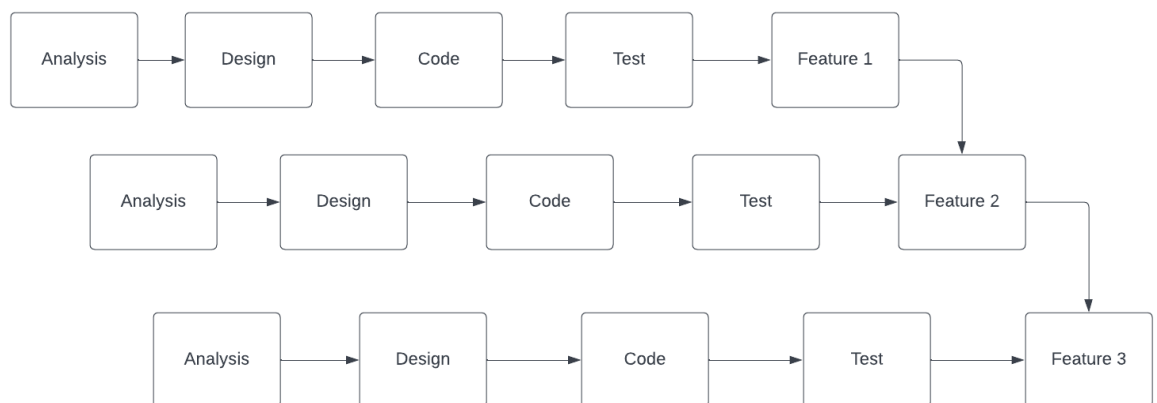 Analysis
Design
Code
Test
Feature 1
Analysis
Design
Code
Test
Feature 2
Analysis
Design
Code
Test
Feature 3